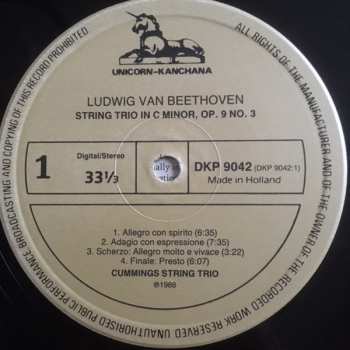 ALL RIGHTS OF THE MANUFACTURER AND OF THE OWNER OF THE RECORDED WORK RESERVED UNAUTHORISED PUBLIC PERFORMANCE BROADCASTING AND COPYING OF THIS RECORD PROHIBITED
UNICORN-KANCHANA
LUDWIG VAN BEETHOVEN
STRING TRIO IN C MINOR, OP. 9 NO. 3
1
Digital/Stereo
33⅓
DKP 9042 (DKP 9042:1)
Made in Holland
1. Allegro con spirito (6:35)
2. Adagio con espressione (7:35)
3. Scherzo: Allegro molto e vivace (3:22)
4. Finale: Presto (6:07)
CUMMINGS STRING TRIO